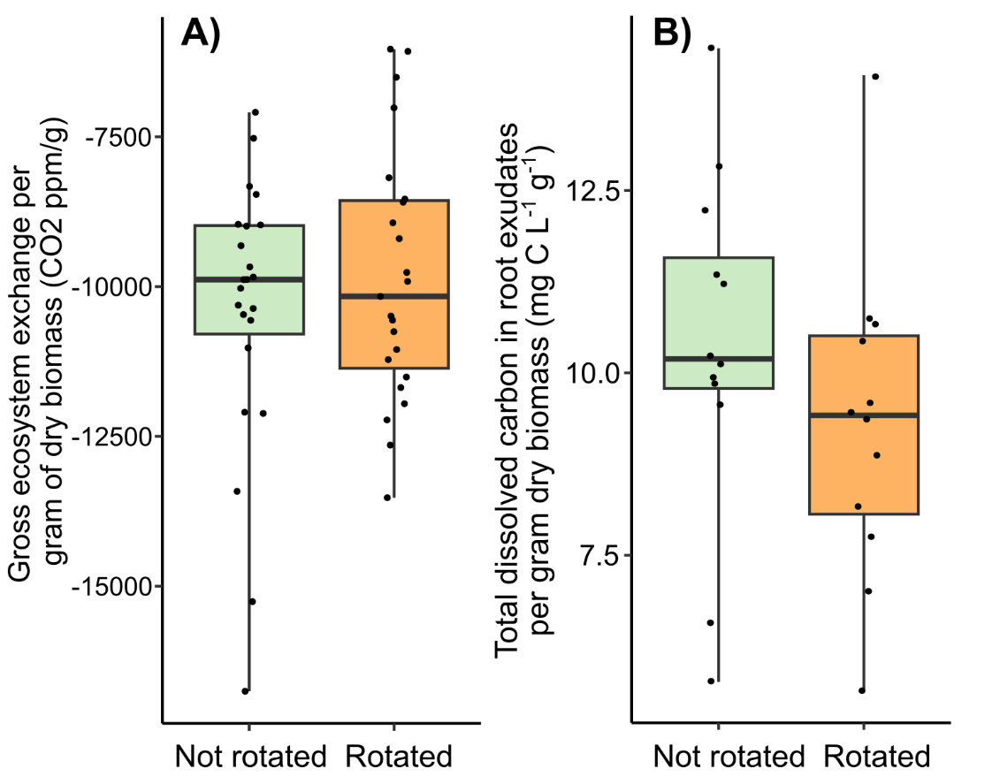 A)
Gross ecosystem exchange per
gram of dry biomass (CO2 ppm/g)
-7500
-10000
-12500
-15000
Not rotated
Rotated
B)
Total dissolved carbon in root exudates
per gram dry biomass (mg C L⁻¹ g⁻¹)
12.5
10.0
7.5
Not rotated
Rotated